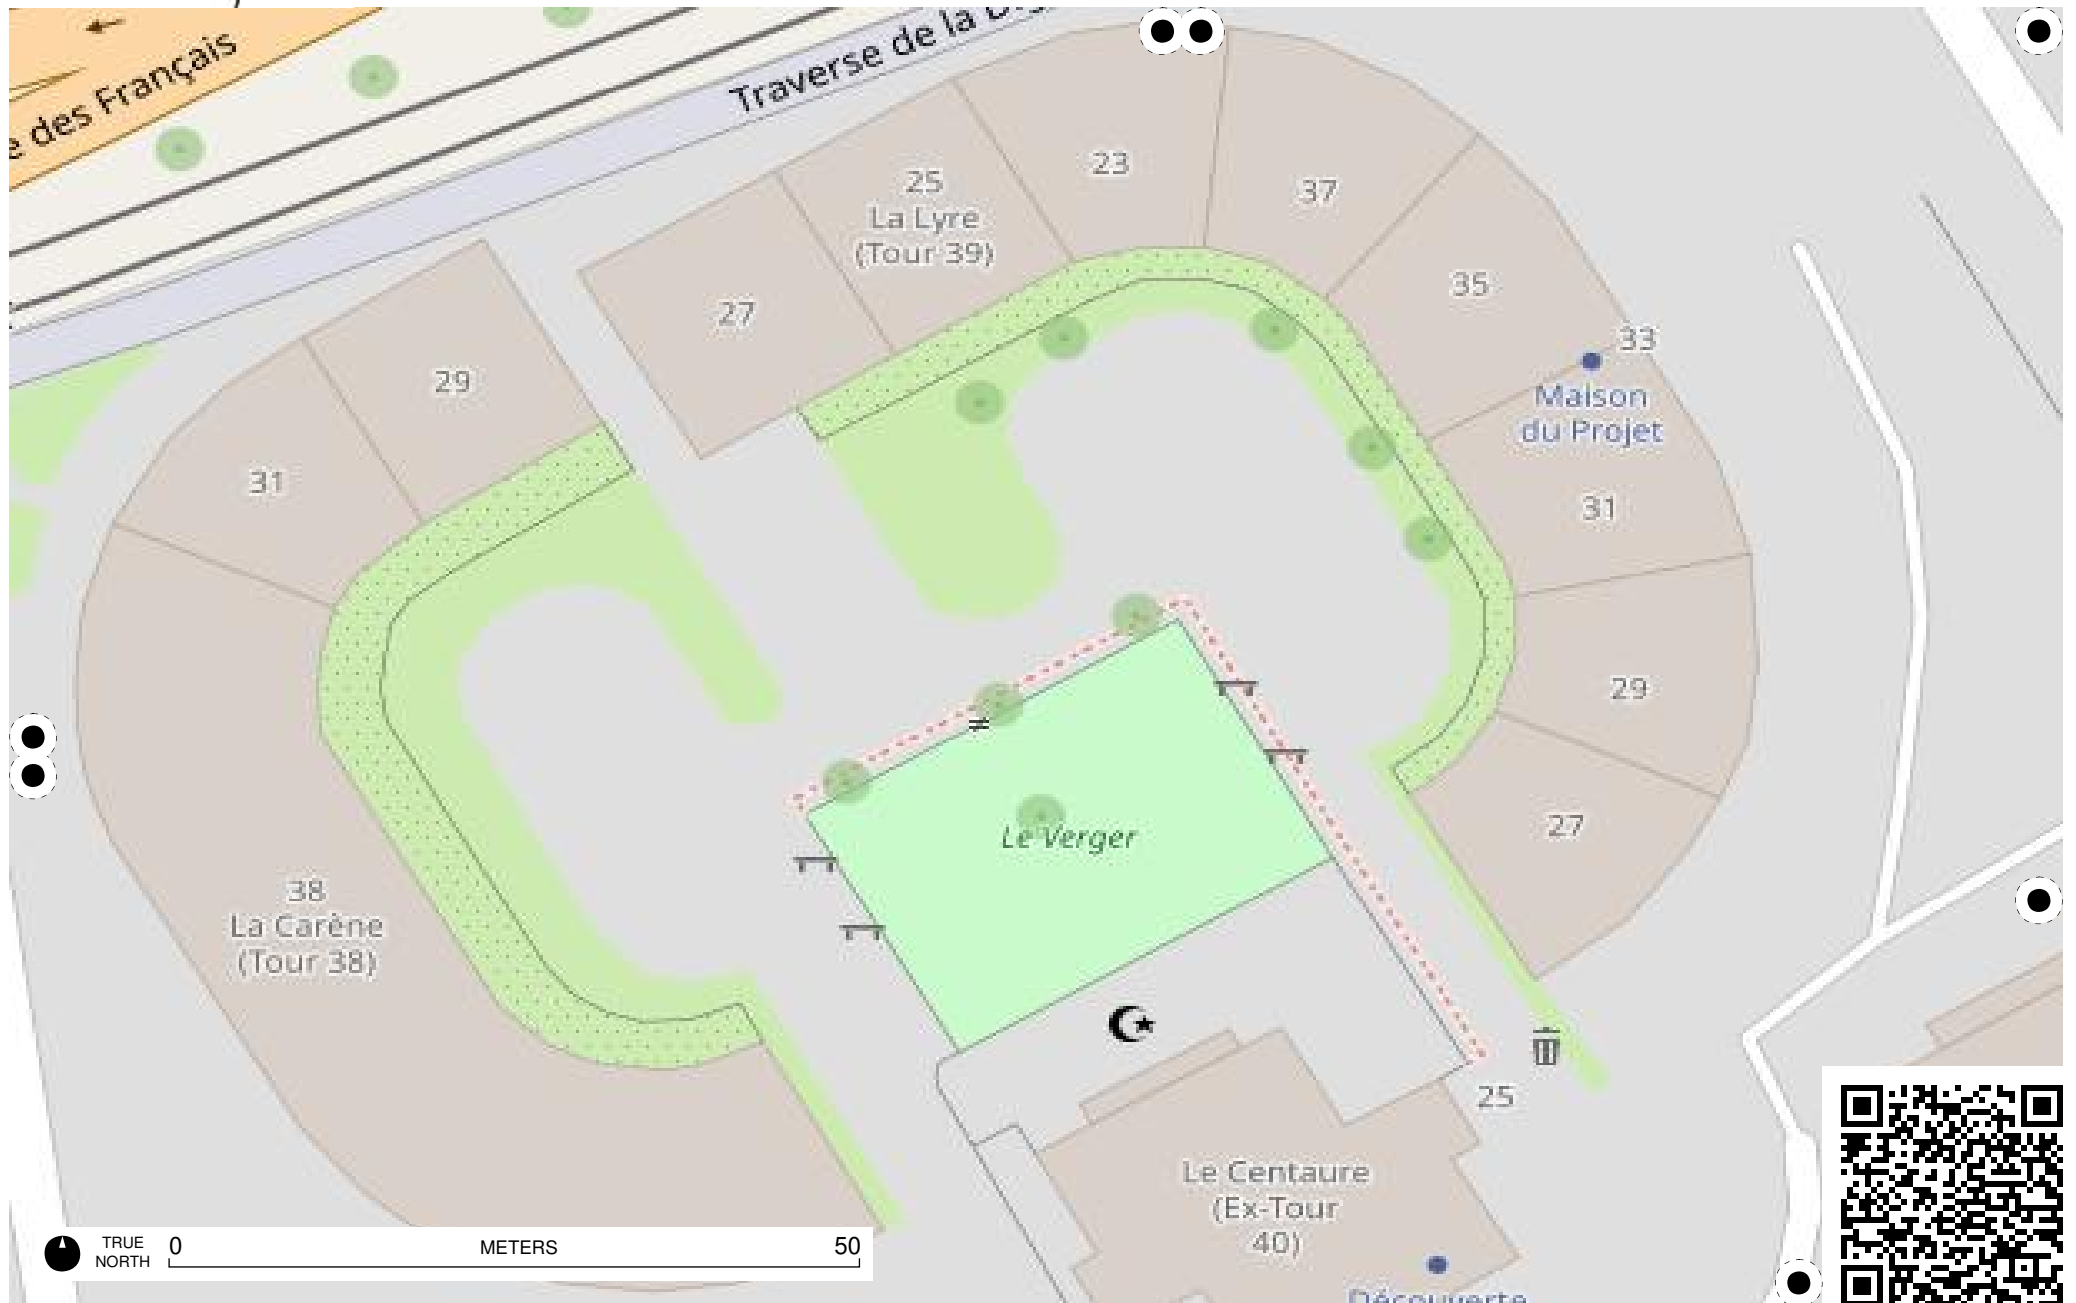 e des Français
Traverse de la
23
25
La Lyre
(Tour 39)
37
35
27
33
Maison
du Projet
29
31
31
29
27
Le Verger
38
La Carène
(Tour 38)
25
Le Centaure
(Ex-Tour
40)
Découverte
TRUE
NORTH
0
METERS
50